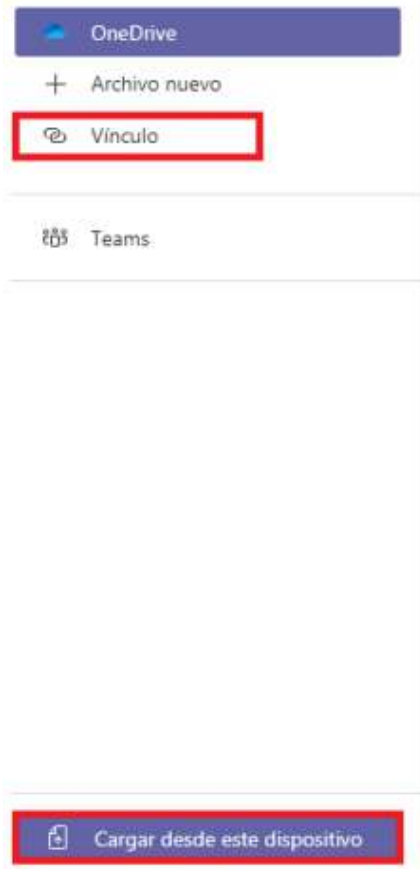 OneDrive
Archivo nuevo
Vínculo
Teams
Cargar desde este dispositivo